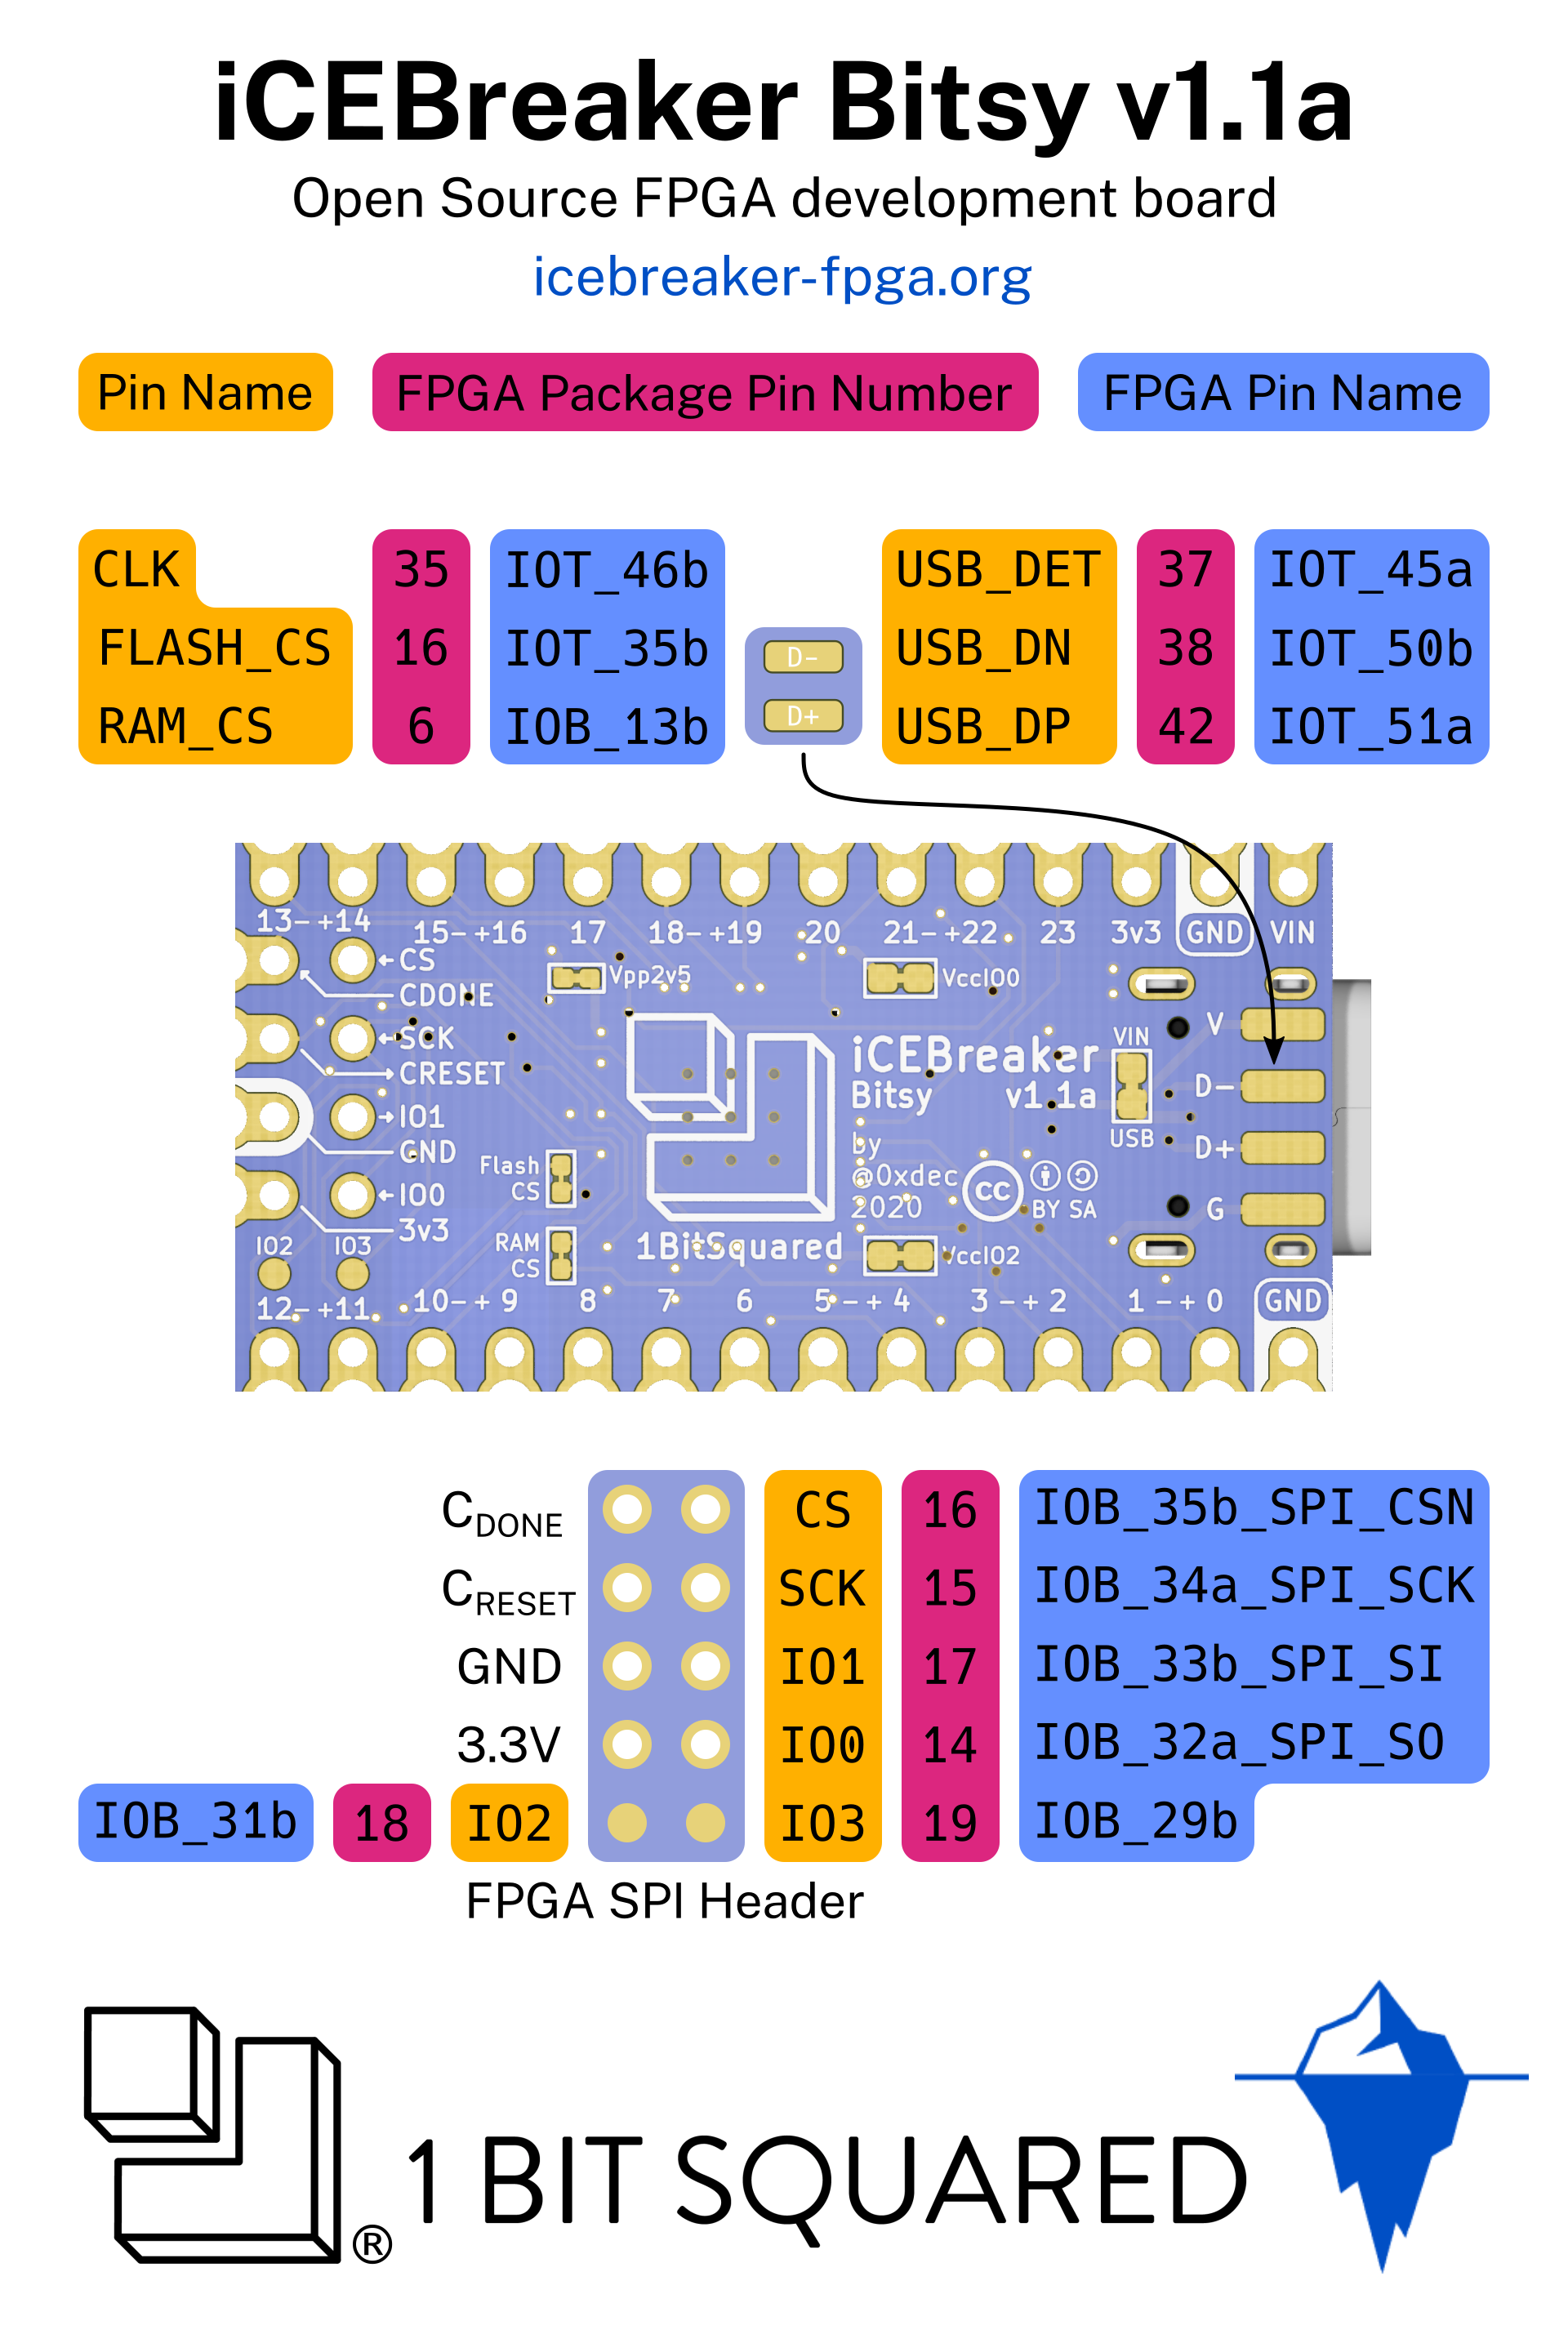 iCEBreaker Bitsy v1.1a
Open Source FPGA development board
icebreaker-fpga.org
Pin Name FPGA Package Pin Number FPGA Pin Name
CLK 35 IOT_46b USB_DET 37 IOT_45a
FLASH_CS 16 IOT_35b D- USB_DN 38 IOT_50b
RAM_CS 6 IOB_13b D+ USB_DP 42 IOT_51a
13-+14 15-+16 17 18-+19 20 21-+22 23 3v3 GND VIN
CS
CDONE
SCK
CRESET
IO1
GND
IO0
3v3
IO2 IO3
Vpp2v5
VccIO0
Flash
CS
RAM
CS
1BitSquared
iCEBreaker
Bitsy v1.1a
by
@0xdec
2020
cc BY SA
VccIO2
VIN
USB
V
D-
D+
G
12-+11 10-+ 9 8 7 6 5-+ 4 3-+ 2 1-+ 0 GND
CDONE CS 16 IOB_35b_SPI_CSN
CRESET SCK 15 IOB_34a_SPI_SCK
GND IO1 17 IOB_33b_SPI_SI
3.3V IO0 14 IOB_32a_SPI_SO
IOB_31b 18 IO2 IO3 19 IOB_29b
FPGA SPI Header
® 1 BIT SQUARED